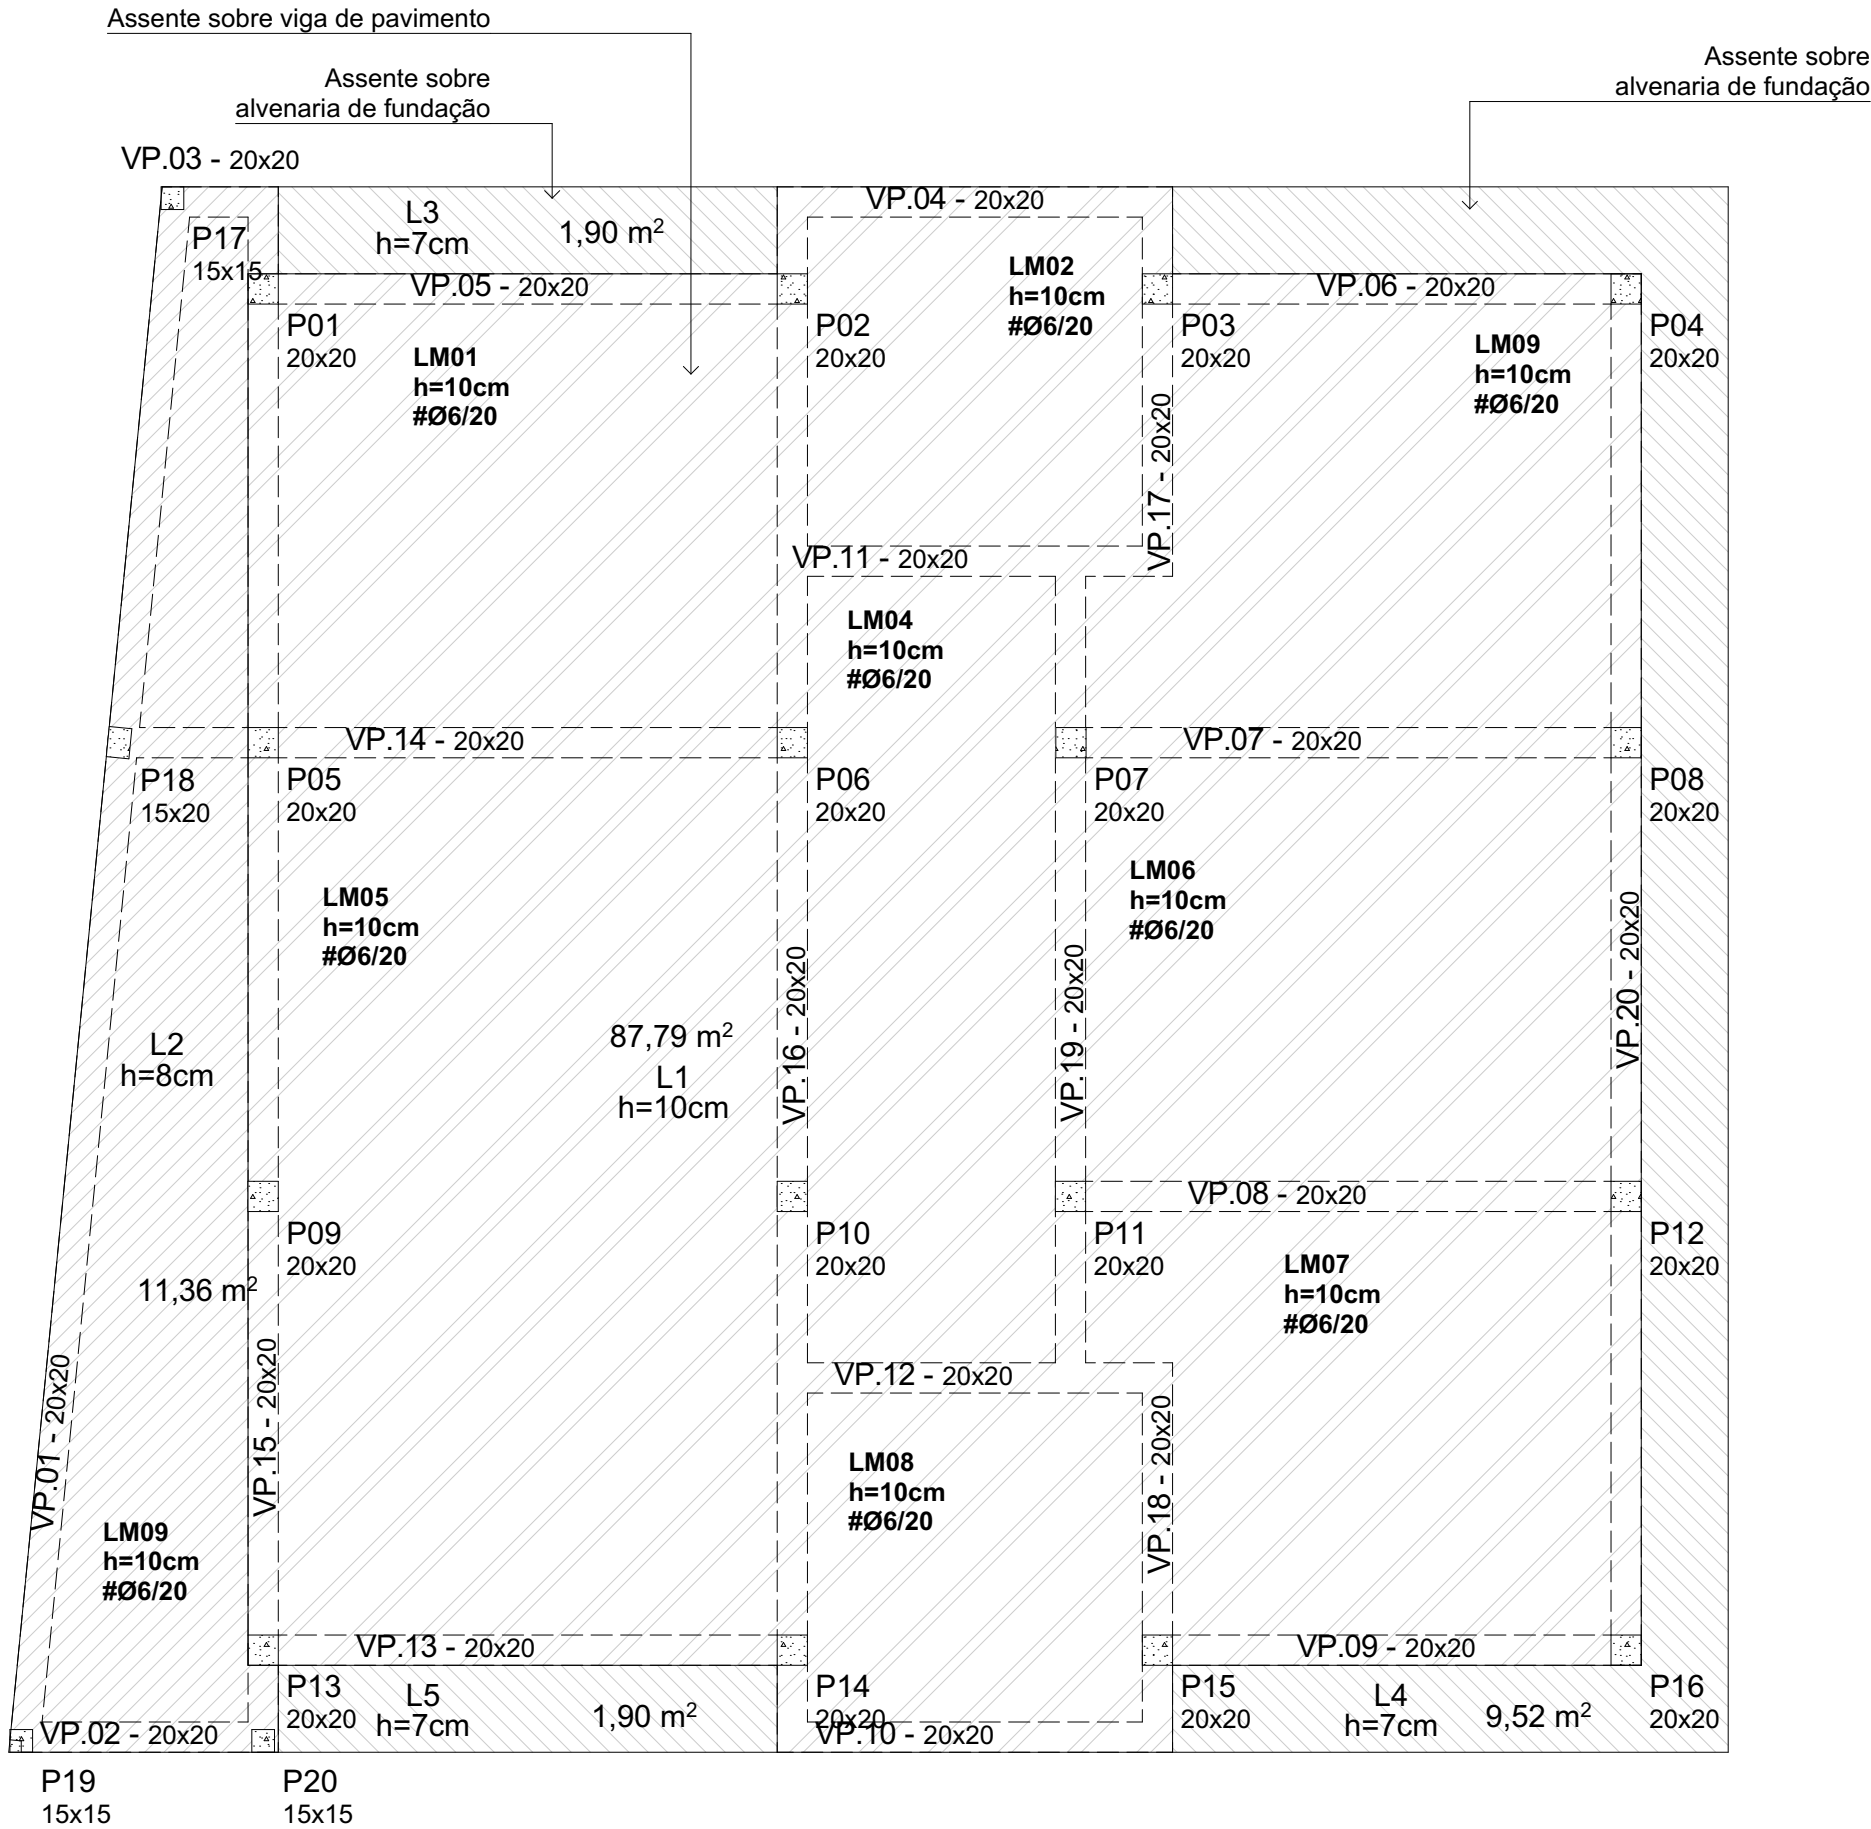 Assente sobre viga de pavimento
Assente sobre
alvenaria de fundação
Assente sobre
alvenaria de fundação
VP.03 - 20x20
VP.04 - 20x20
L3
h=7cm
1,90 m²
P17
15x15
VP.05 - 20x20
LM02
h=10cm
#Ø6/20
VP.06 - 20x20
P01
20x20
P02
20x20
P03
20x20
P04
20x20
LM01
h=10cm
#Ø6/20
LM09
h=10cm
#Ø6/20
VP.17 - 20x20
VP.11 - 20x20
LM04
h=10cm
#Ø6/20
VP.14 - 20x20
VP.07 - 20x20
P18
15x20
P05
20x20
P06
20x20
P07
20x20
P08
20x20
LM05
h=10cm
#Ø6/20
LM06
h=10cm
#Ø6/20
VP.16 - 20x20
VP.19 - 20x20
VP.20 - 20x20
L2
h=8cm
87,79 m²
L1
h=10cm
VP.08 - 20x20
P09
20x20
P10
20x20
P11
20x20
P12
20x20
11,36 m²
LM07
h=10cm
#Ø6/20
VP.01 - 20x20
VP.15 - 20x20
VP.12 - 20x20
VP.18 - 20x20
LM08
h=10cm
#Ø6/20
LM09
h=10cm
#Ø6/20
VP.13 - 20x20
VP.09 - 20x20
P13
20x20
L5
h=7cm
1,90 m²
P14
20x20
P15
20x20
L4
h=7cm
9,52 m²
P16
20x20
VP.02 - 20x20
VP.10 - 20x20
P19
15x15
P20
15x15